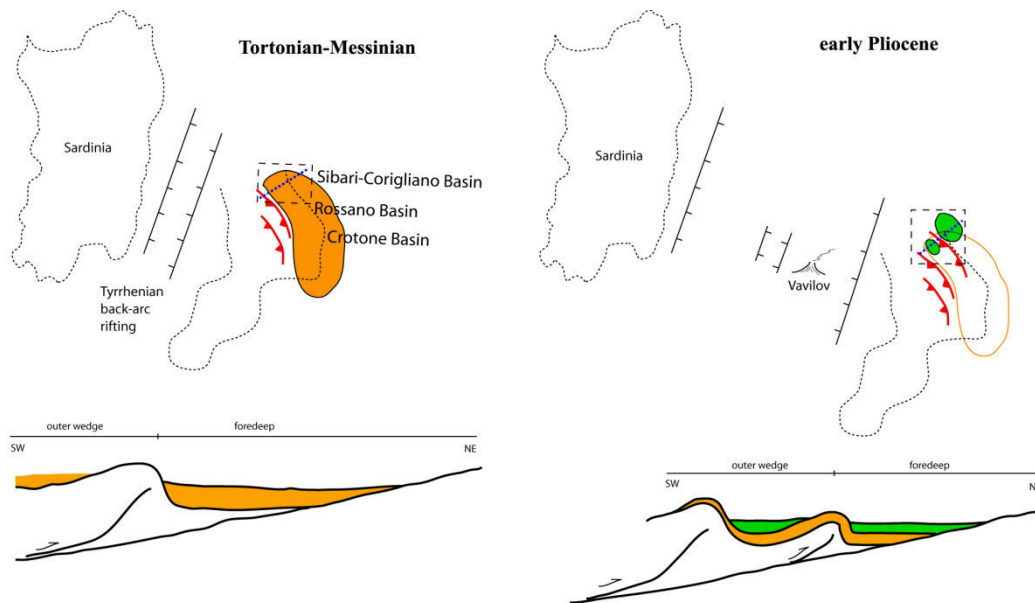 Tortonian-Messinian
Sardinia
Sibari-Corigliano Basin
Rossano Basin
Crotone Basin
Tyrrhenian
back-arc
rifting
outer wedge
foredeep
SW
NE
early Pliocene
Sardinia
Vavilov
outer wedge
foredeep
SW
N